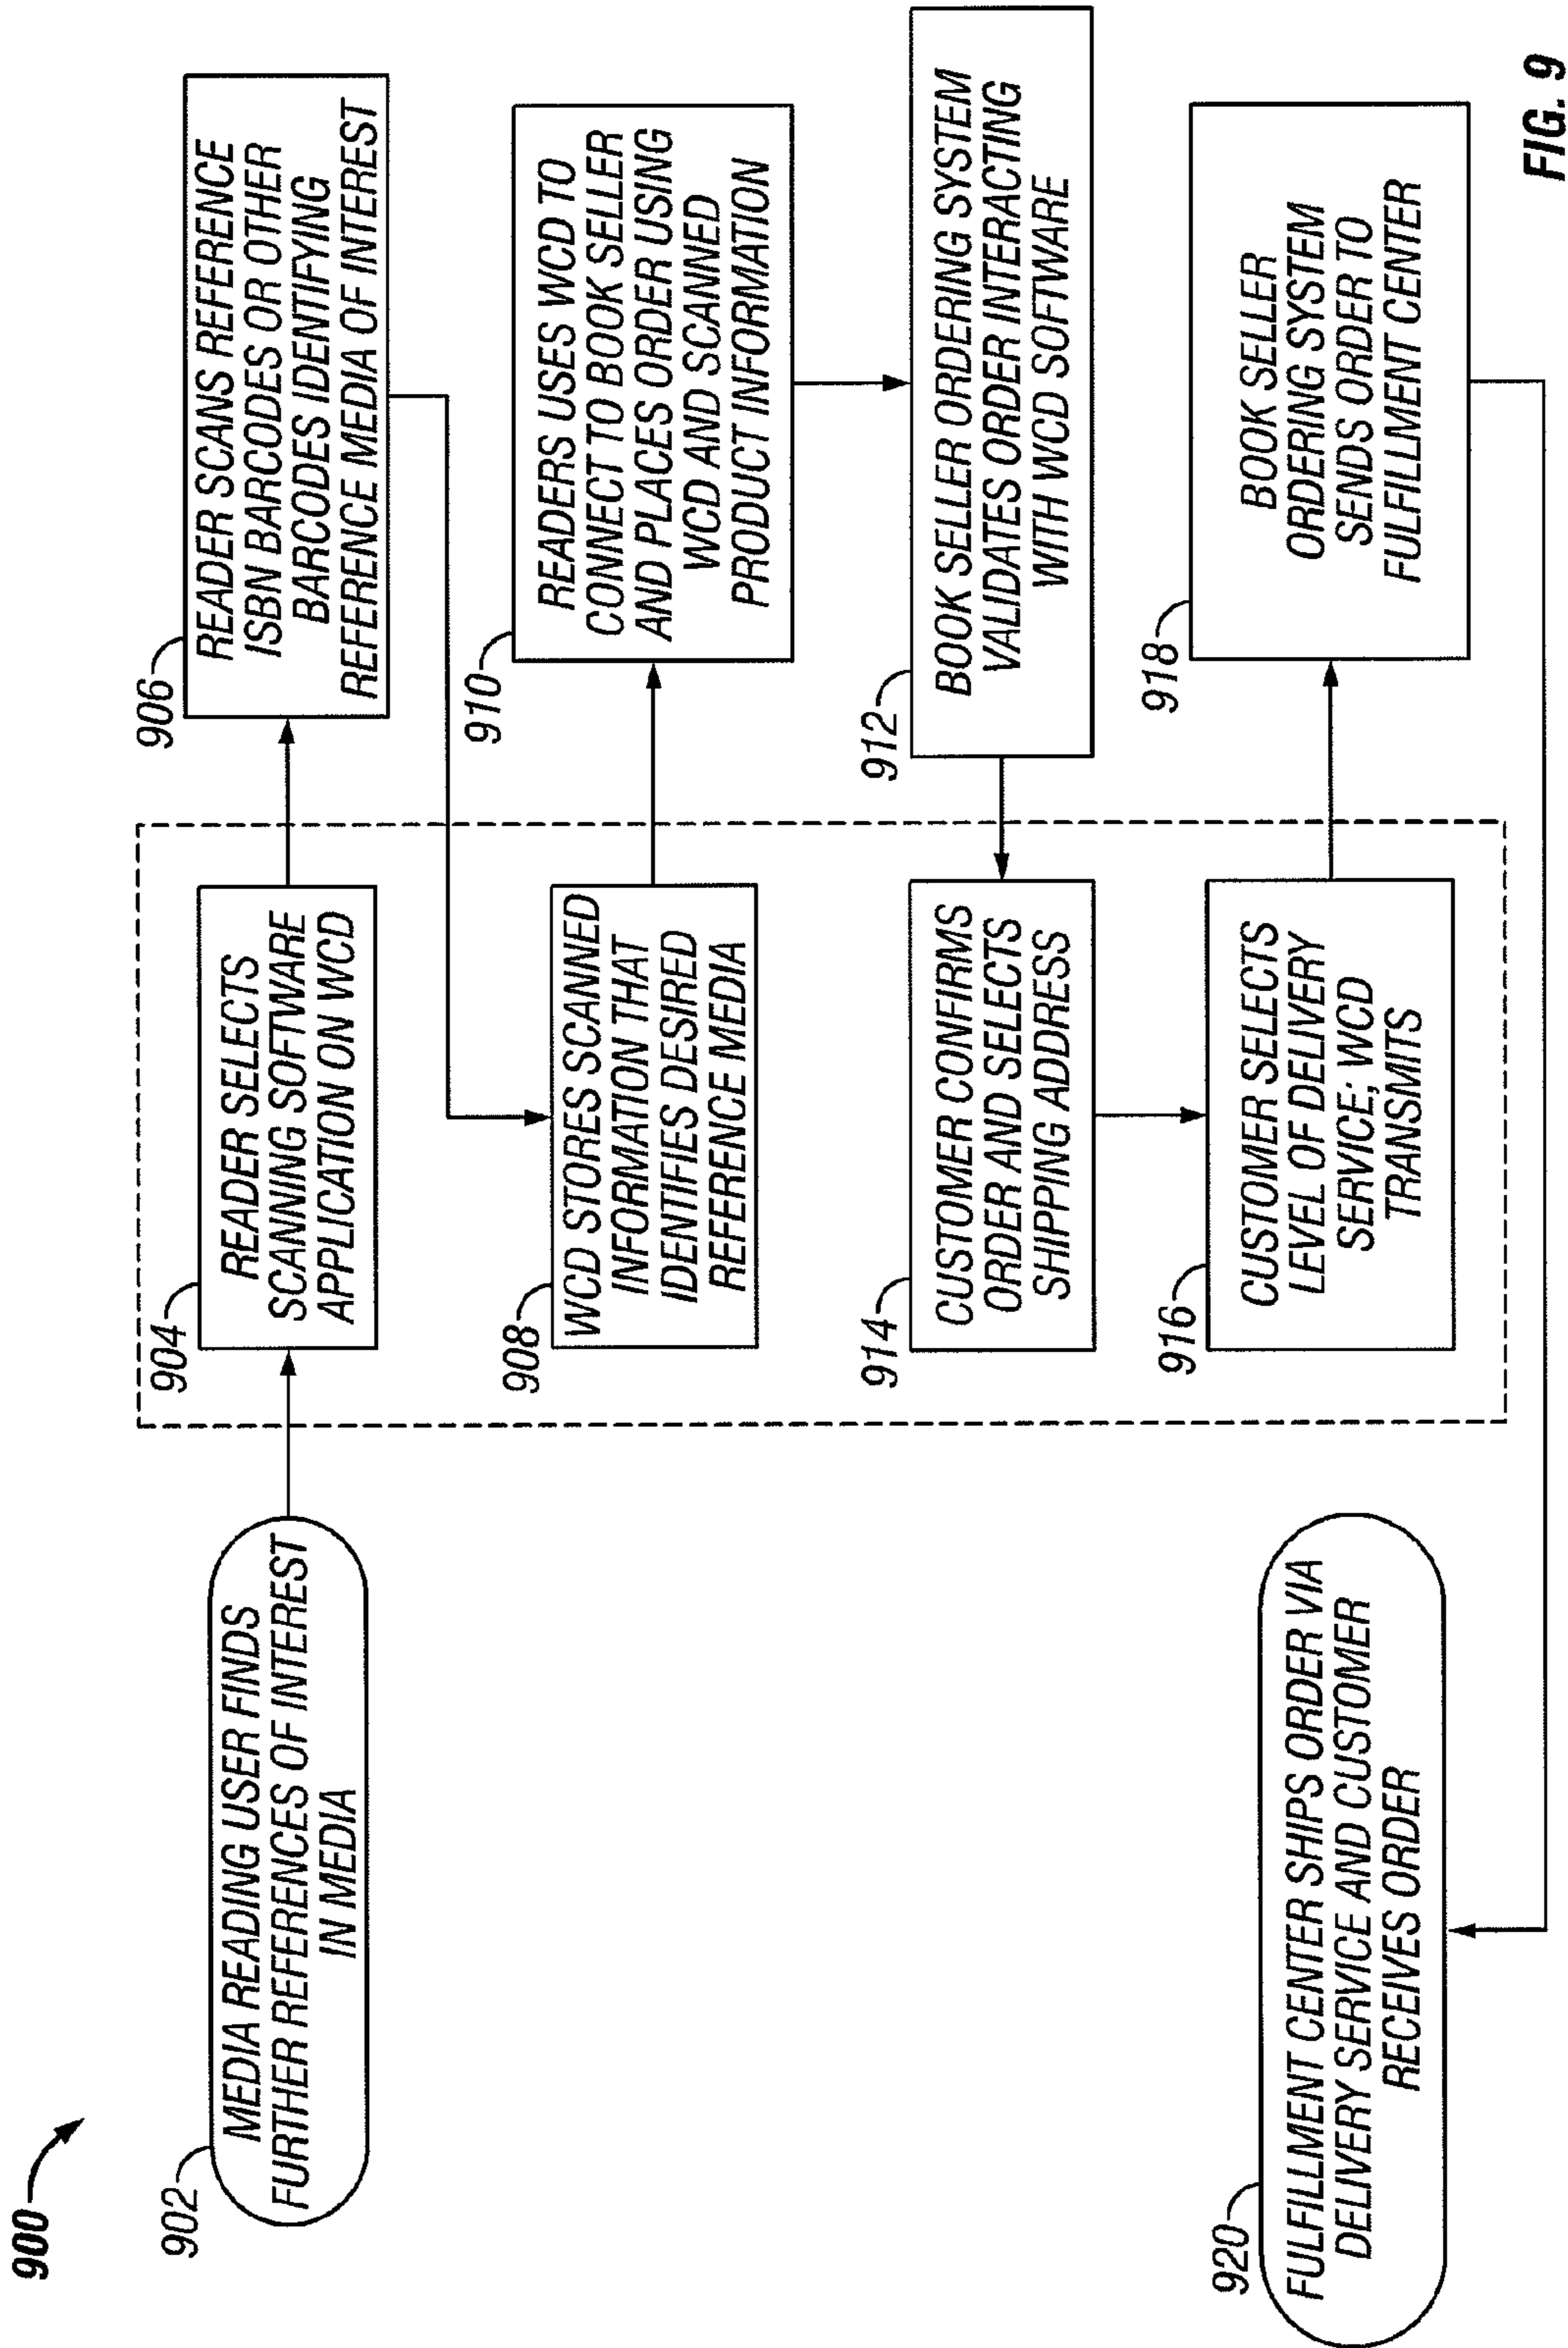 900
902
MEDIA READING USER FINDS
FURTHER REFERENCES OF INTEREST
IN MEDIA
904
READER SELECTS
SCANNING SOFTWARE
APPLICATION ON WCD
906
READER SCANS REFERENCE
ISBN BARCODES OR OTHER
BARCODES IDENTIFYING
REFERENCE MEDIA OF INTEREST
908
WCD STORES SCANNED
INFORMATION THAT
IDENTIFIES DESIRED
REFERENCE MEDIA
910
READERS USES WCD TO
CONNECT TO BOOK SELLER
AND PLACES ORDER USING
WCD AND SCANNED
PRODUCT INFORMATION
912
BOOK SELLER ORDERING SYSTEM
VALIDATES ORDER INTERACTING
WITH WCD SOFTWARE
914
CUSTOMER CONFIRMS
ORDER AND SELECTS
SHIPPING ADDRESS
916
CUSTOMER SELECTS
LEVEL OF DELIVERY
SERVICE; WCD
TRANSMITS
918
BOOK SELLER
ORDERING SYSTEM
SENDS ORDER TO
FULFILLMENT CENTER
920
FULFILLMENT CENTER SHIPS ORDER VIA
DELIVERY SERVICE AND CUSTOMER
RECEIVES ORDER
FIG. 9